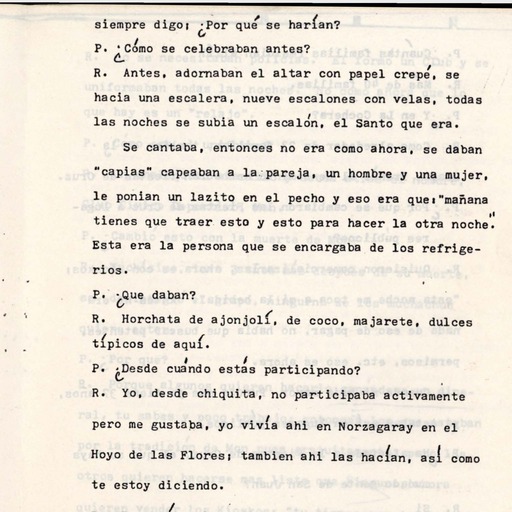 siempre digo; ¿Por qué se harían?
P. ¿Cómo se celebraban antes?
R. Antes, adornaban el altar con papel crepé, se
hacia una escalera, nueve escalones con velas, todas
las noches se subia un escalón, el Santo que era.
Se cantaba, entonces no era como ahora, se daban
"capias" capeaban a la pareja, un hombre y una mujer,
le ponian un lazito en el pecho y eso era que: "mañana
tienes que traer esto y esto para hacer la otra noche".
Esta era la persona que se encargaba de los refrige-
rios.
P. ¿Que daban?
R. Horchata de ajonjolí, de coco, majarete, dulces
típicos de aquí.
P. ¿Desde cuándo estás participando?
R. Yo, desde chiquita, no participaba activamente
pero me gustaba, yo vivía ahi en Norzagaray en el
Hoyo de las Flores; tambien ahi las hacían, así como
te estoy diciendo.